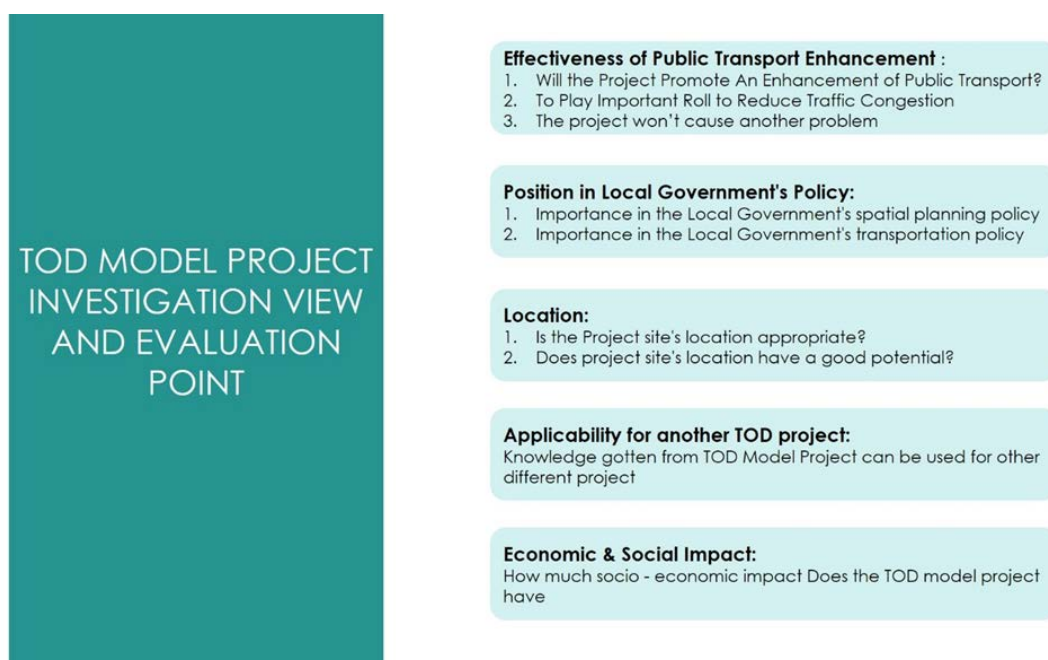 TOD MODEL PROJECT
INVESTIGATION VIEW
AND EVALUATION
POINT
Effectiveness of Public Transport Enhancement :
1. Will the Project Promote An Enhancement of Public Transport?
2. To Play Important Roll to Reduce Traffic Congestion
3. The project won't cause another problem
Position in Local Government's Policy:
1. Importance in the Local Government's spatial planning policy
2. Importance in the Local Government's transportation policy
Location:
1. Is the Project site's location appropriate?
2. Does project site's location have a good potential?
Applicability for another TOD project:
Knowledge gotten from TOD Model Project can be used for other
different project
Economic & Social Impact:
How much socio - economic impact Does the TOD model project
have